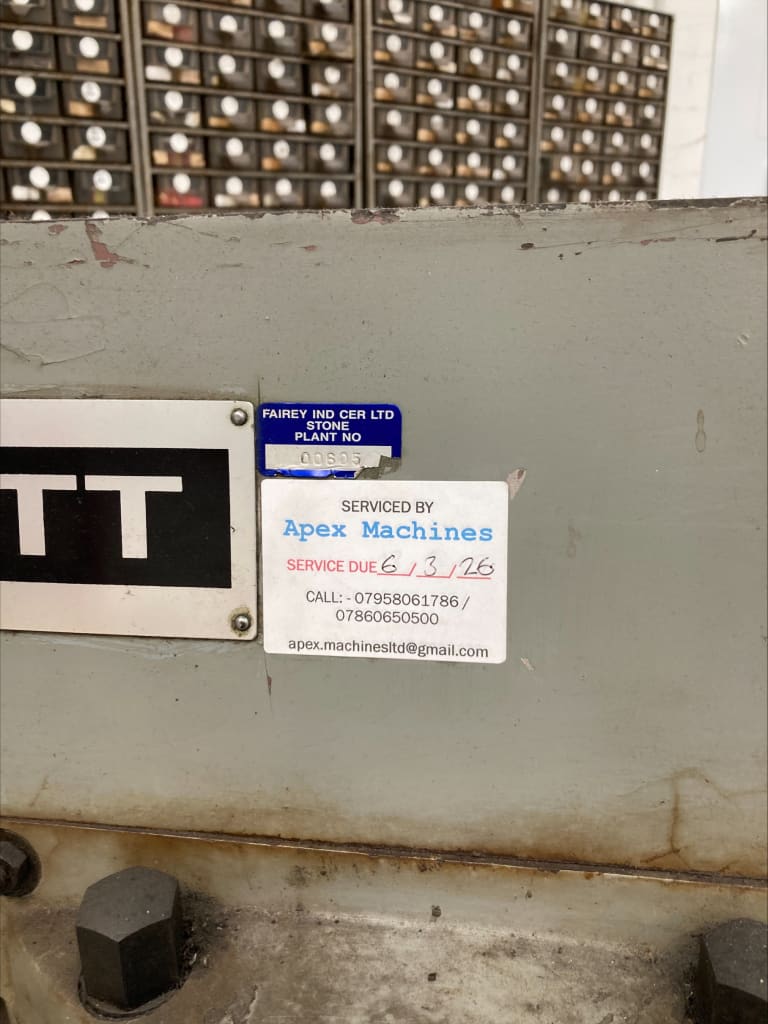 FAIREY IND CER LTD
STONE
PLANT NO
00805
TT
SERVICED BY
Apex Machines
SERVICE DUE 6 / 3 / 26
CALL: - 07958061786 /
07860650500
apex.machinesltd@gmail.com